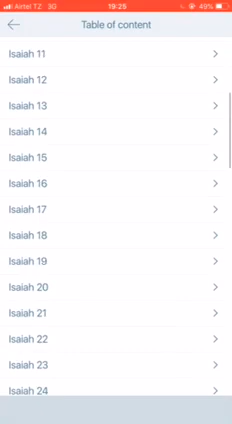 Airtel TZ 3G 19:25 49%
Table of content
Isaiah 11
Isaiah 12
Isaiah 13
Isaiah 14
Isaiah 15
Isaiah 16
Isaiah 17
Isaiah 18
Isaiah 19
Isaiah 20
Isaiah 21
Isaiah 22
Isaiah 23
Isaiah 24